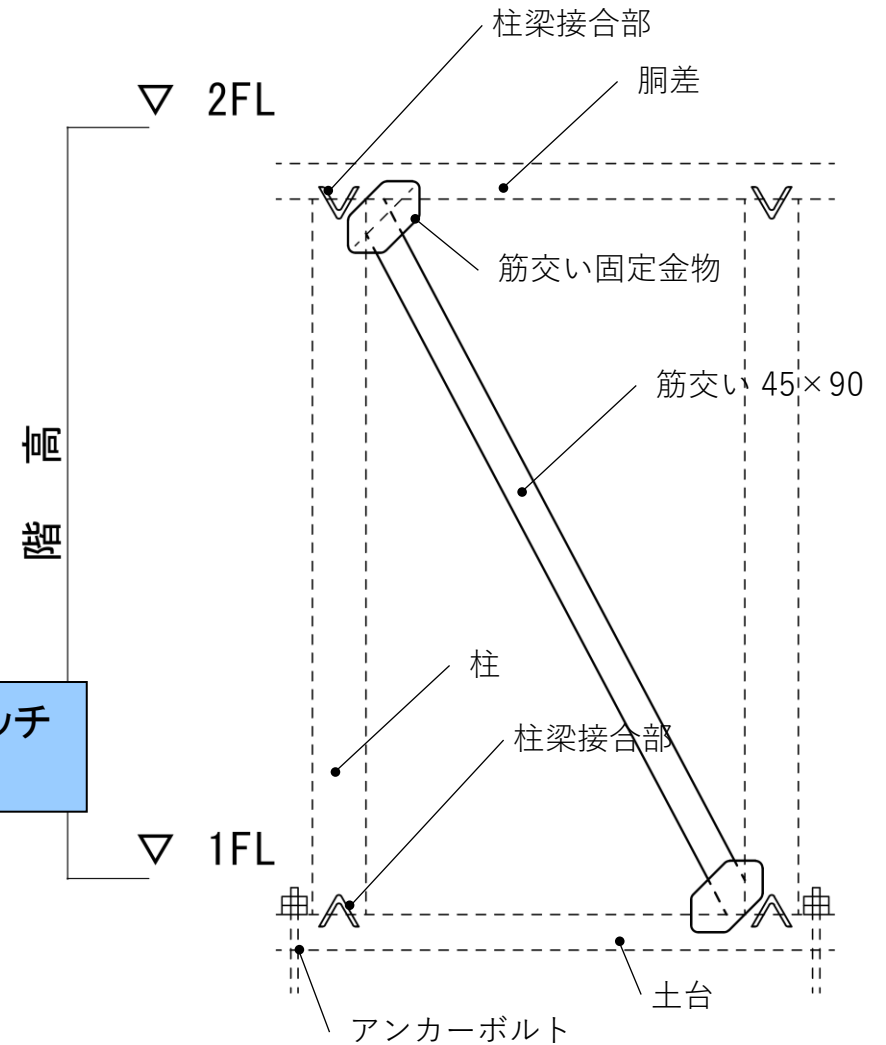 柱梁接合部
胴差
▽ 2FL
筋交い固定金物
筋交い 45×90
階高
柱
ッチ
柱梁接合部
▽ 1FL
土台
アンカーボルト